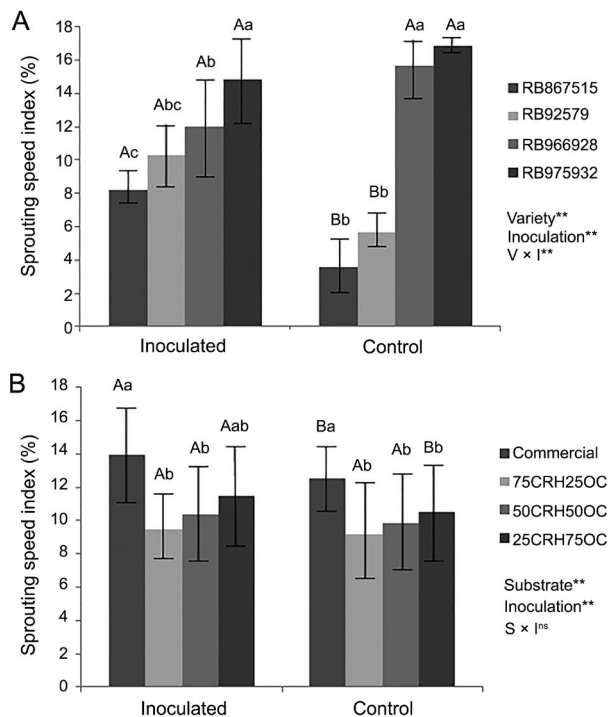 A
Sprouting speed index (%)
18
16
14
12
10
8
6
4
2
0
Ac
Abc
Ab
Aa
Bb
Bb
Aa
Aa
Inoculated
Control
RB867515
RB92579
RB966928
RB975932
Variety**
Inoculation**
V × I**
B
Sprouting speed index (%)
18
16
14
12
10
8
6
4
2
0
Aa
Ab
Ab
Aab
Ba
Ab
Ab
Bb
Inoculated
Control
Commercial
75CRH25OC
50CRH50OC
25CRH75OC
Substrate**
Inoculation**
S × Iⁿˢ